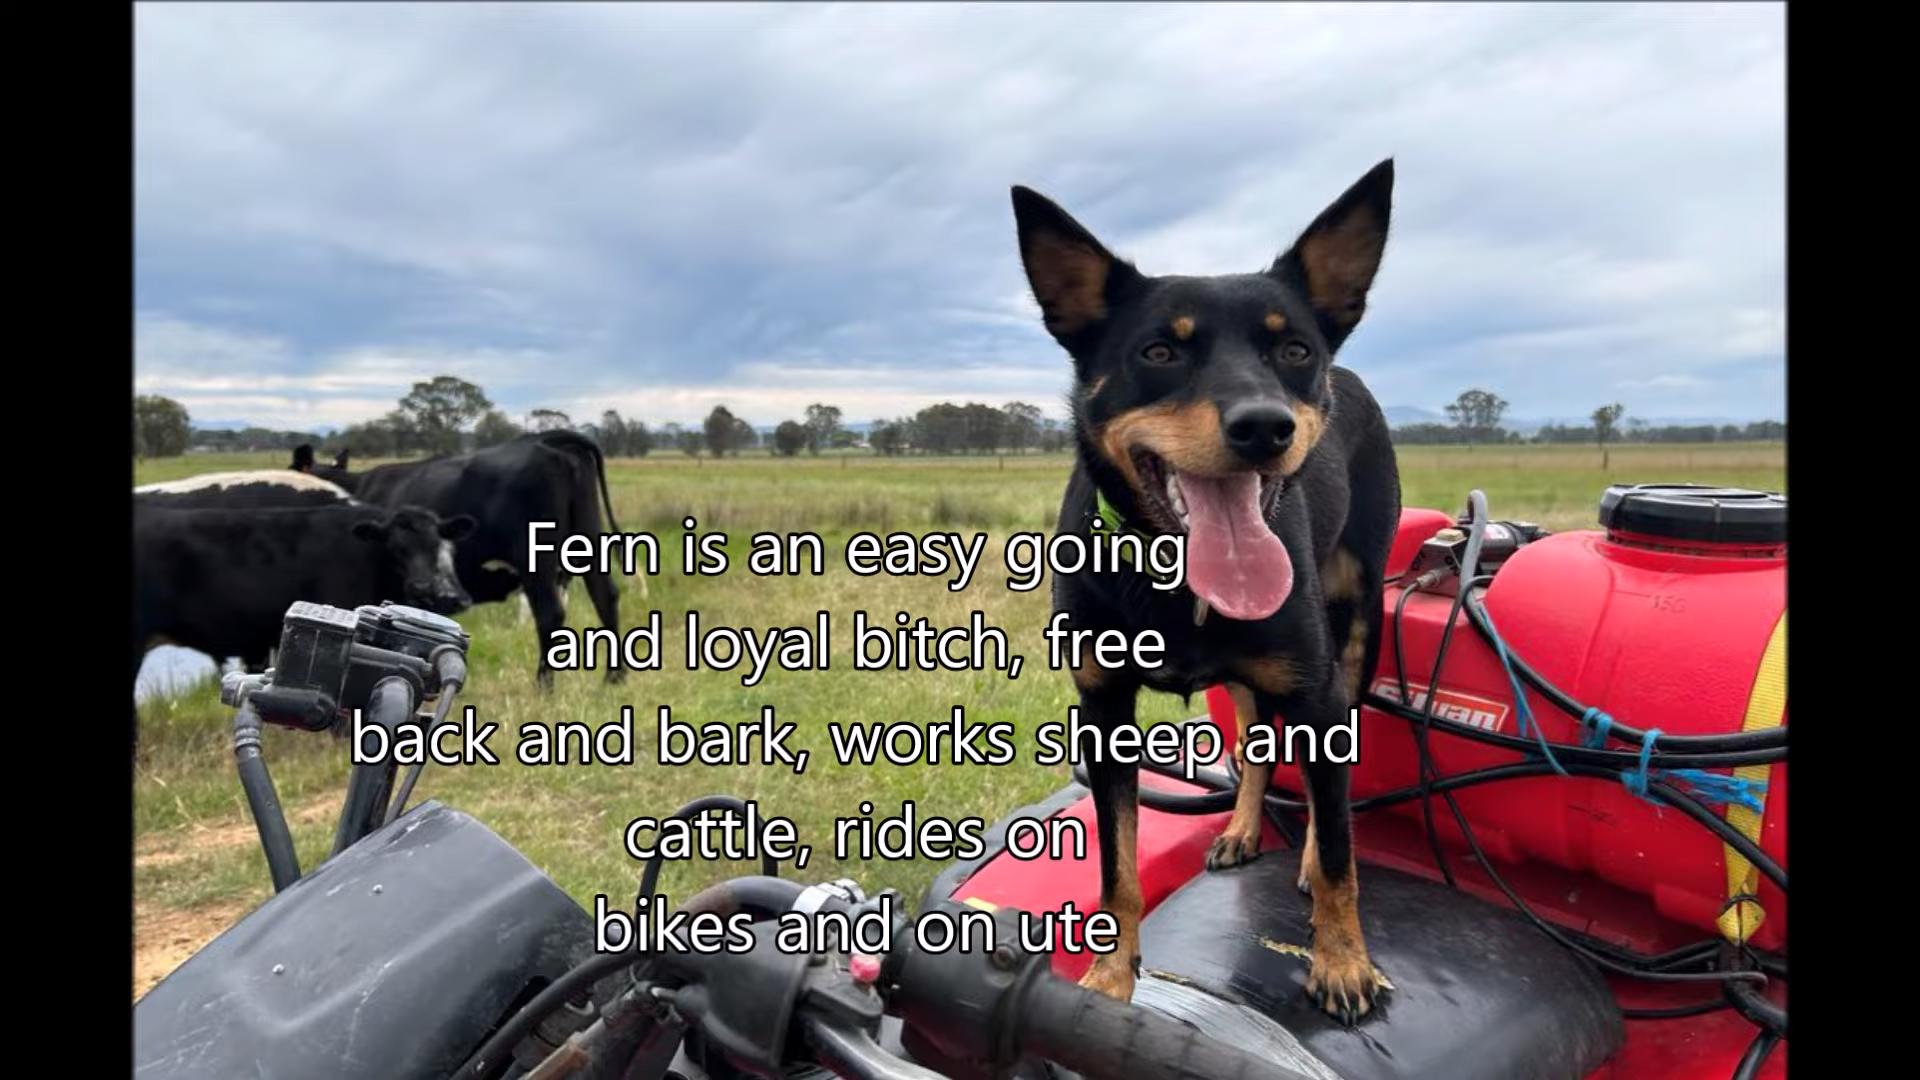 Fern is an easy going
and loyal bitch, free
back and bark, works sheep and
cattle, rides on
bikes and on ute